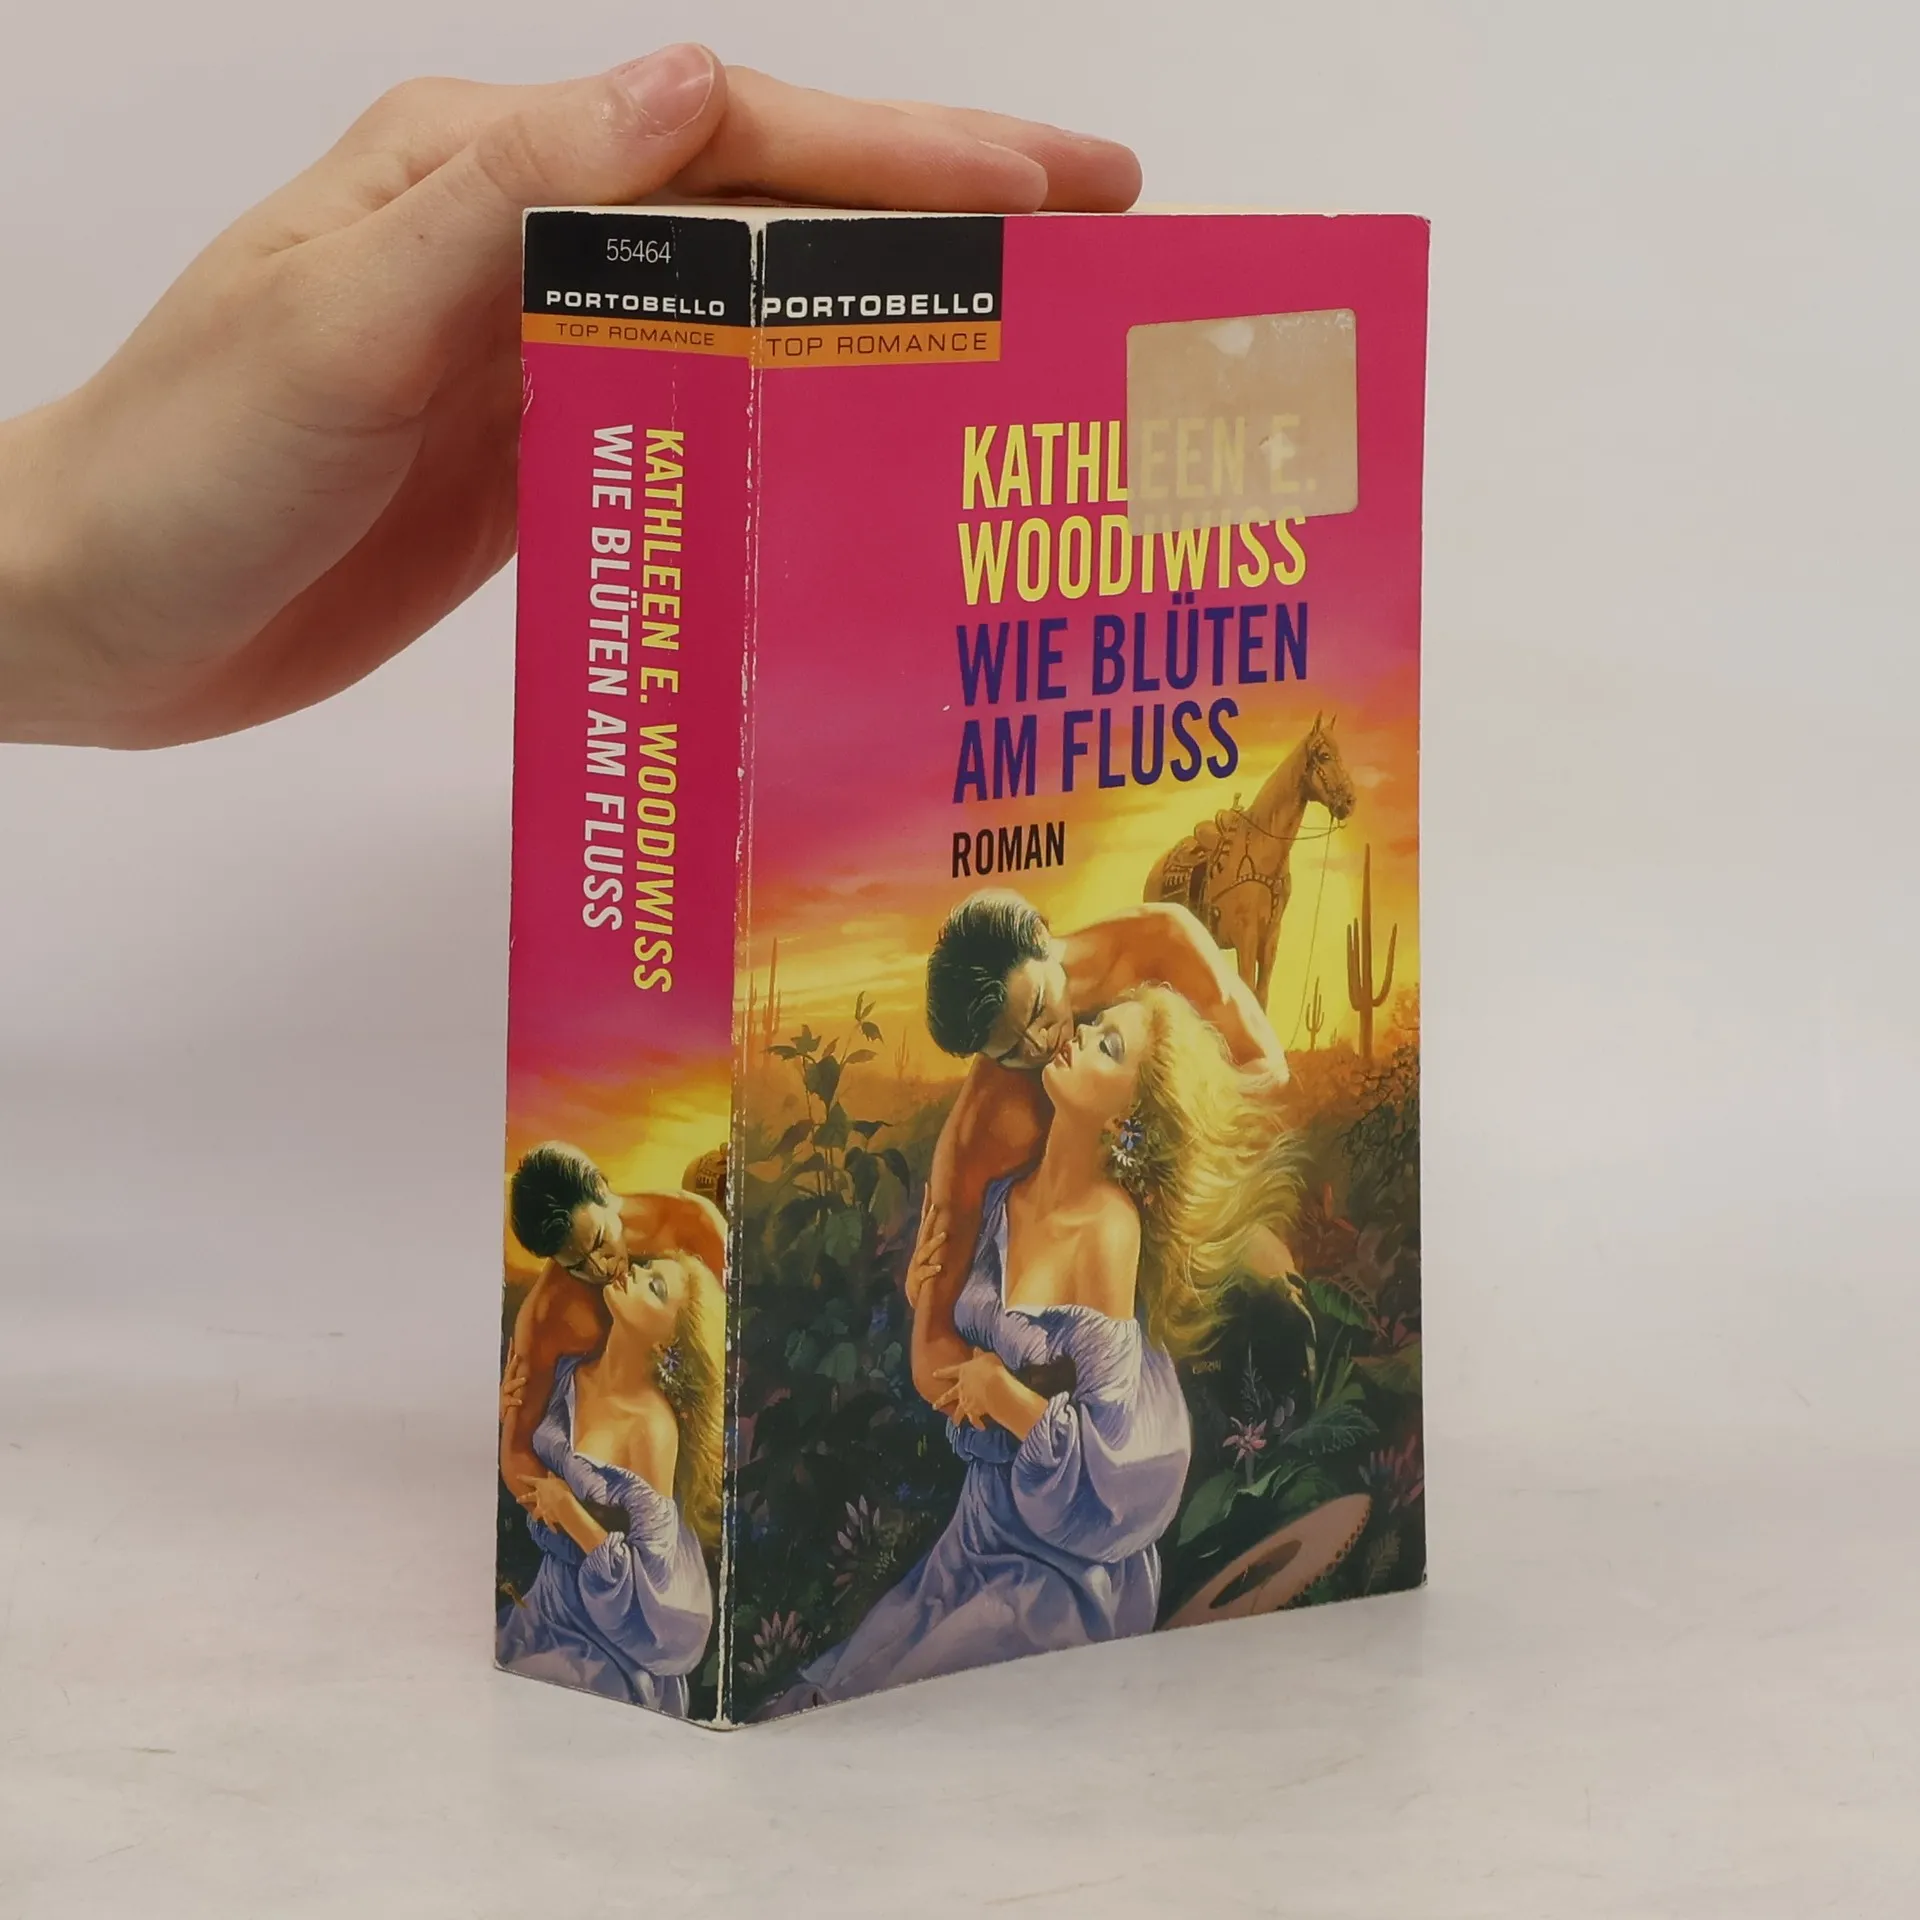 55464
PORTOBELLO
TOP ROMANCE
KATHLEEN E. WOODIWISS
WIE BLÜTEN AM FLUSS
PORTOBELLO
TOP ROMANCE
KATHLEEN E.
WOODIWISS
WIE BLÜTEN
AM FLUSS
ROMAN